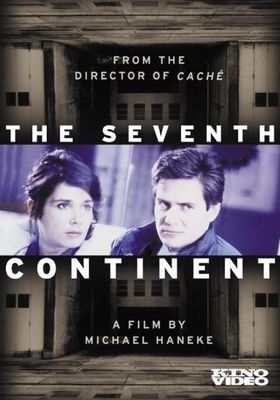 FROM THE
DIRECTOR OF CACHÉ
THE SEVENTH
CONTINENT
A FILM BY
MICHAEL HANEKE
KINO
VIDEO